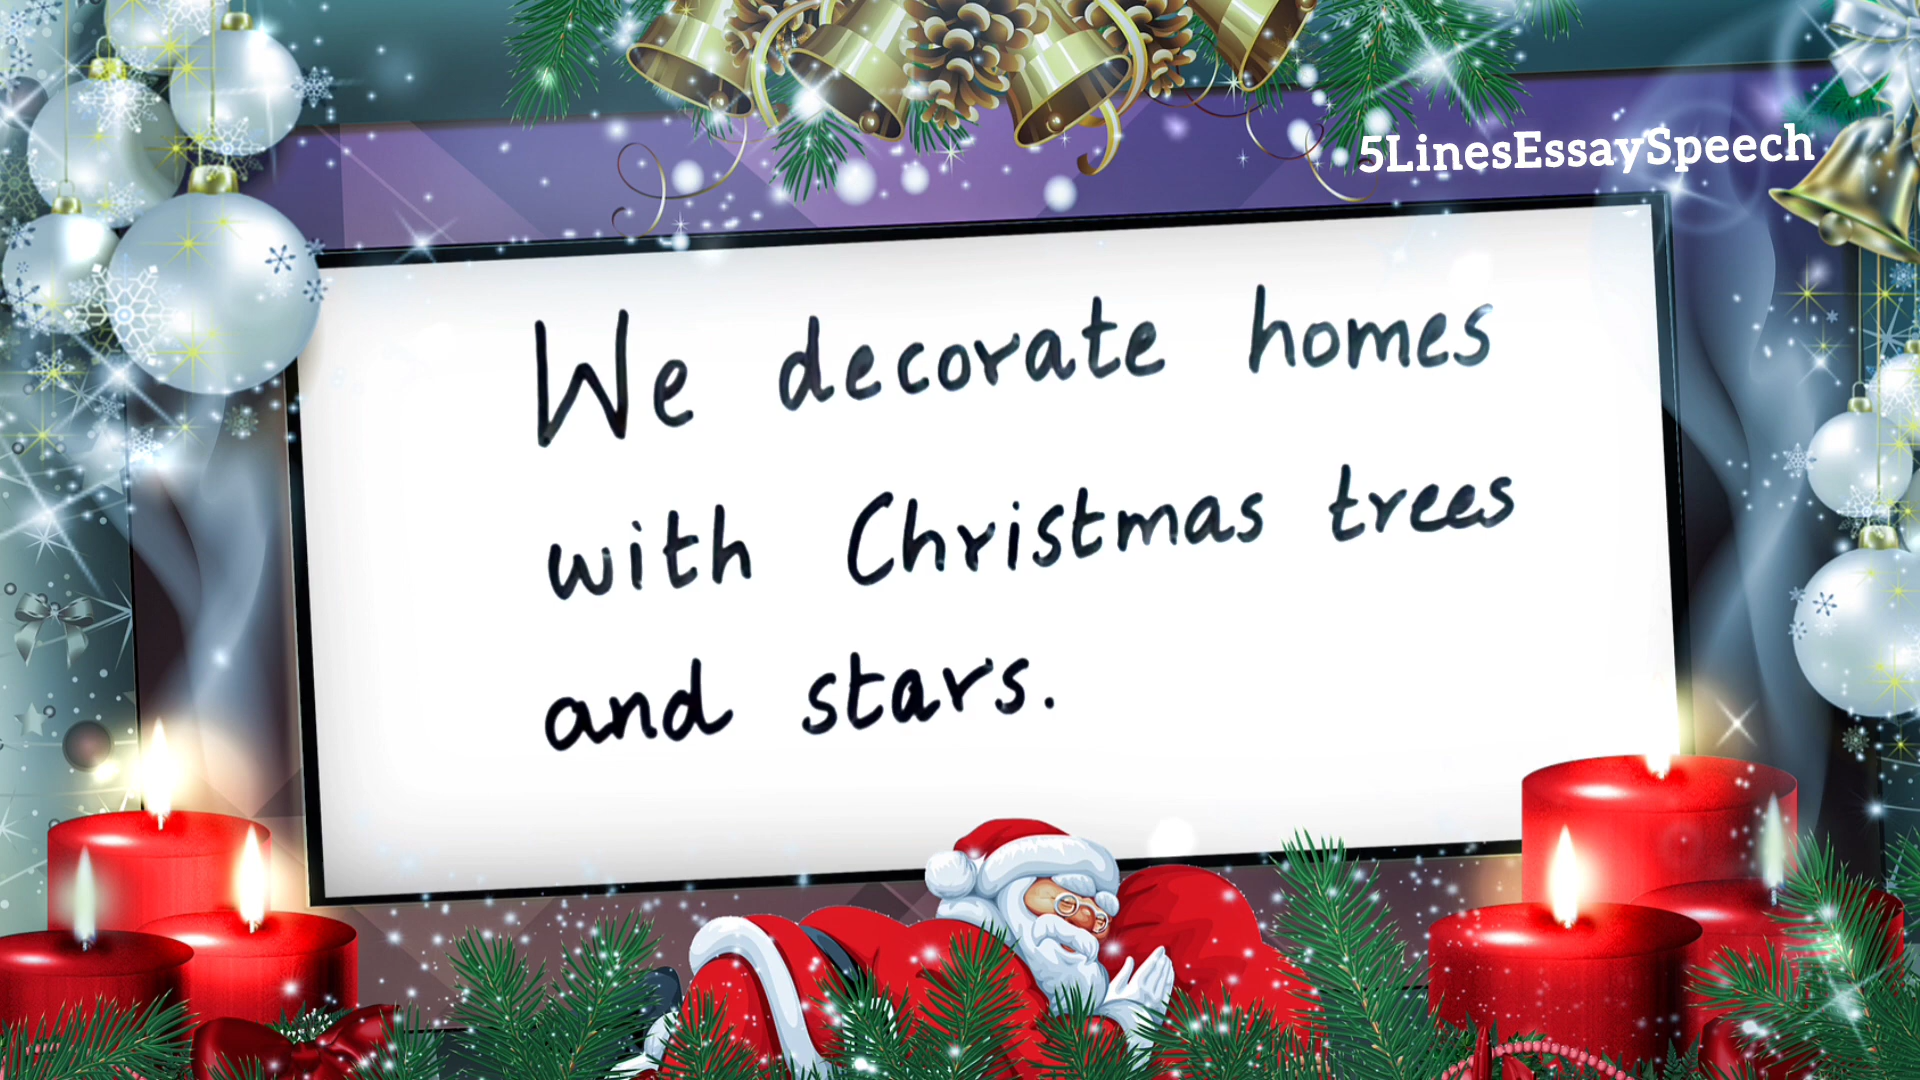 5LinesEssaySpeech
We decorate homes
with Christmas trees
and stars.